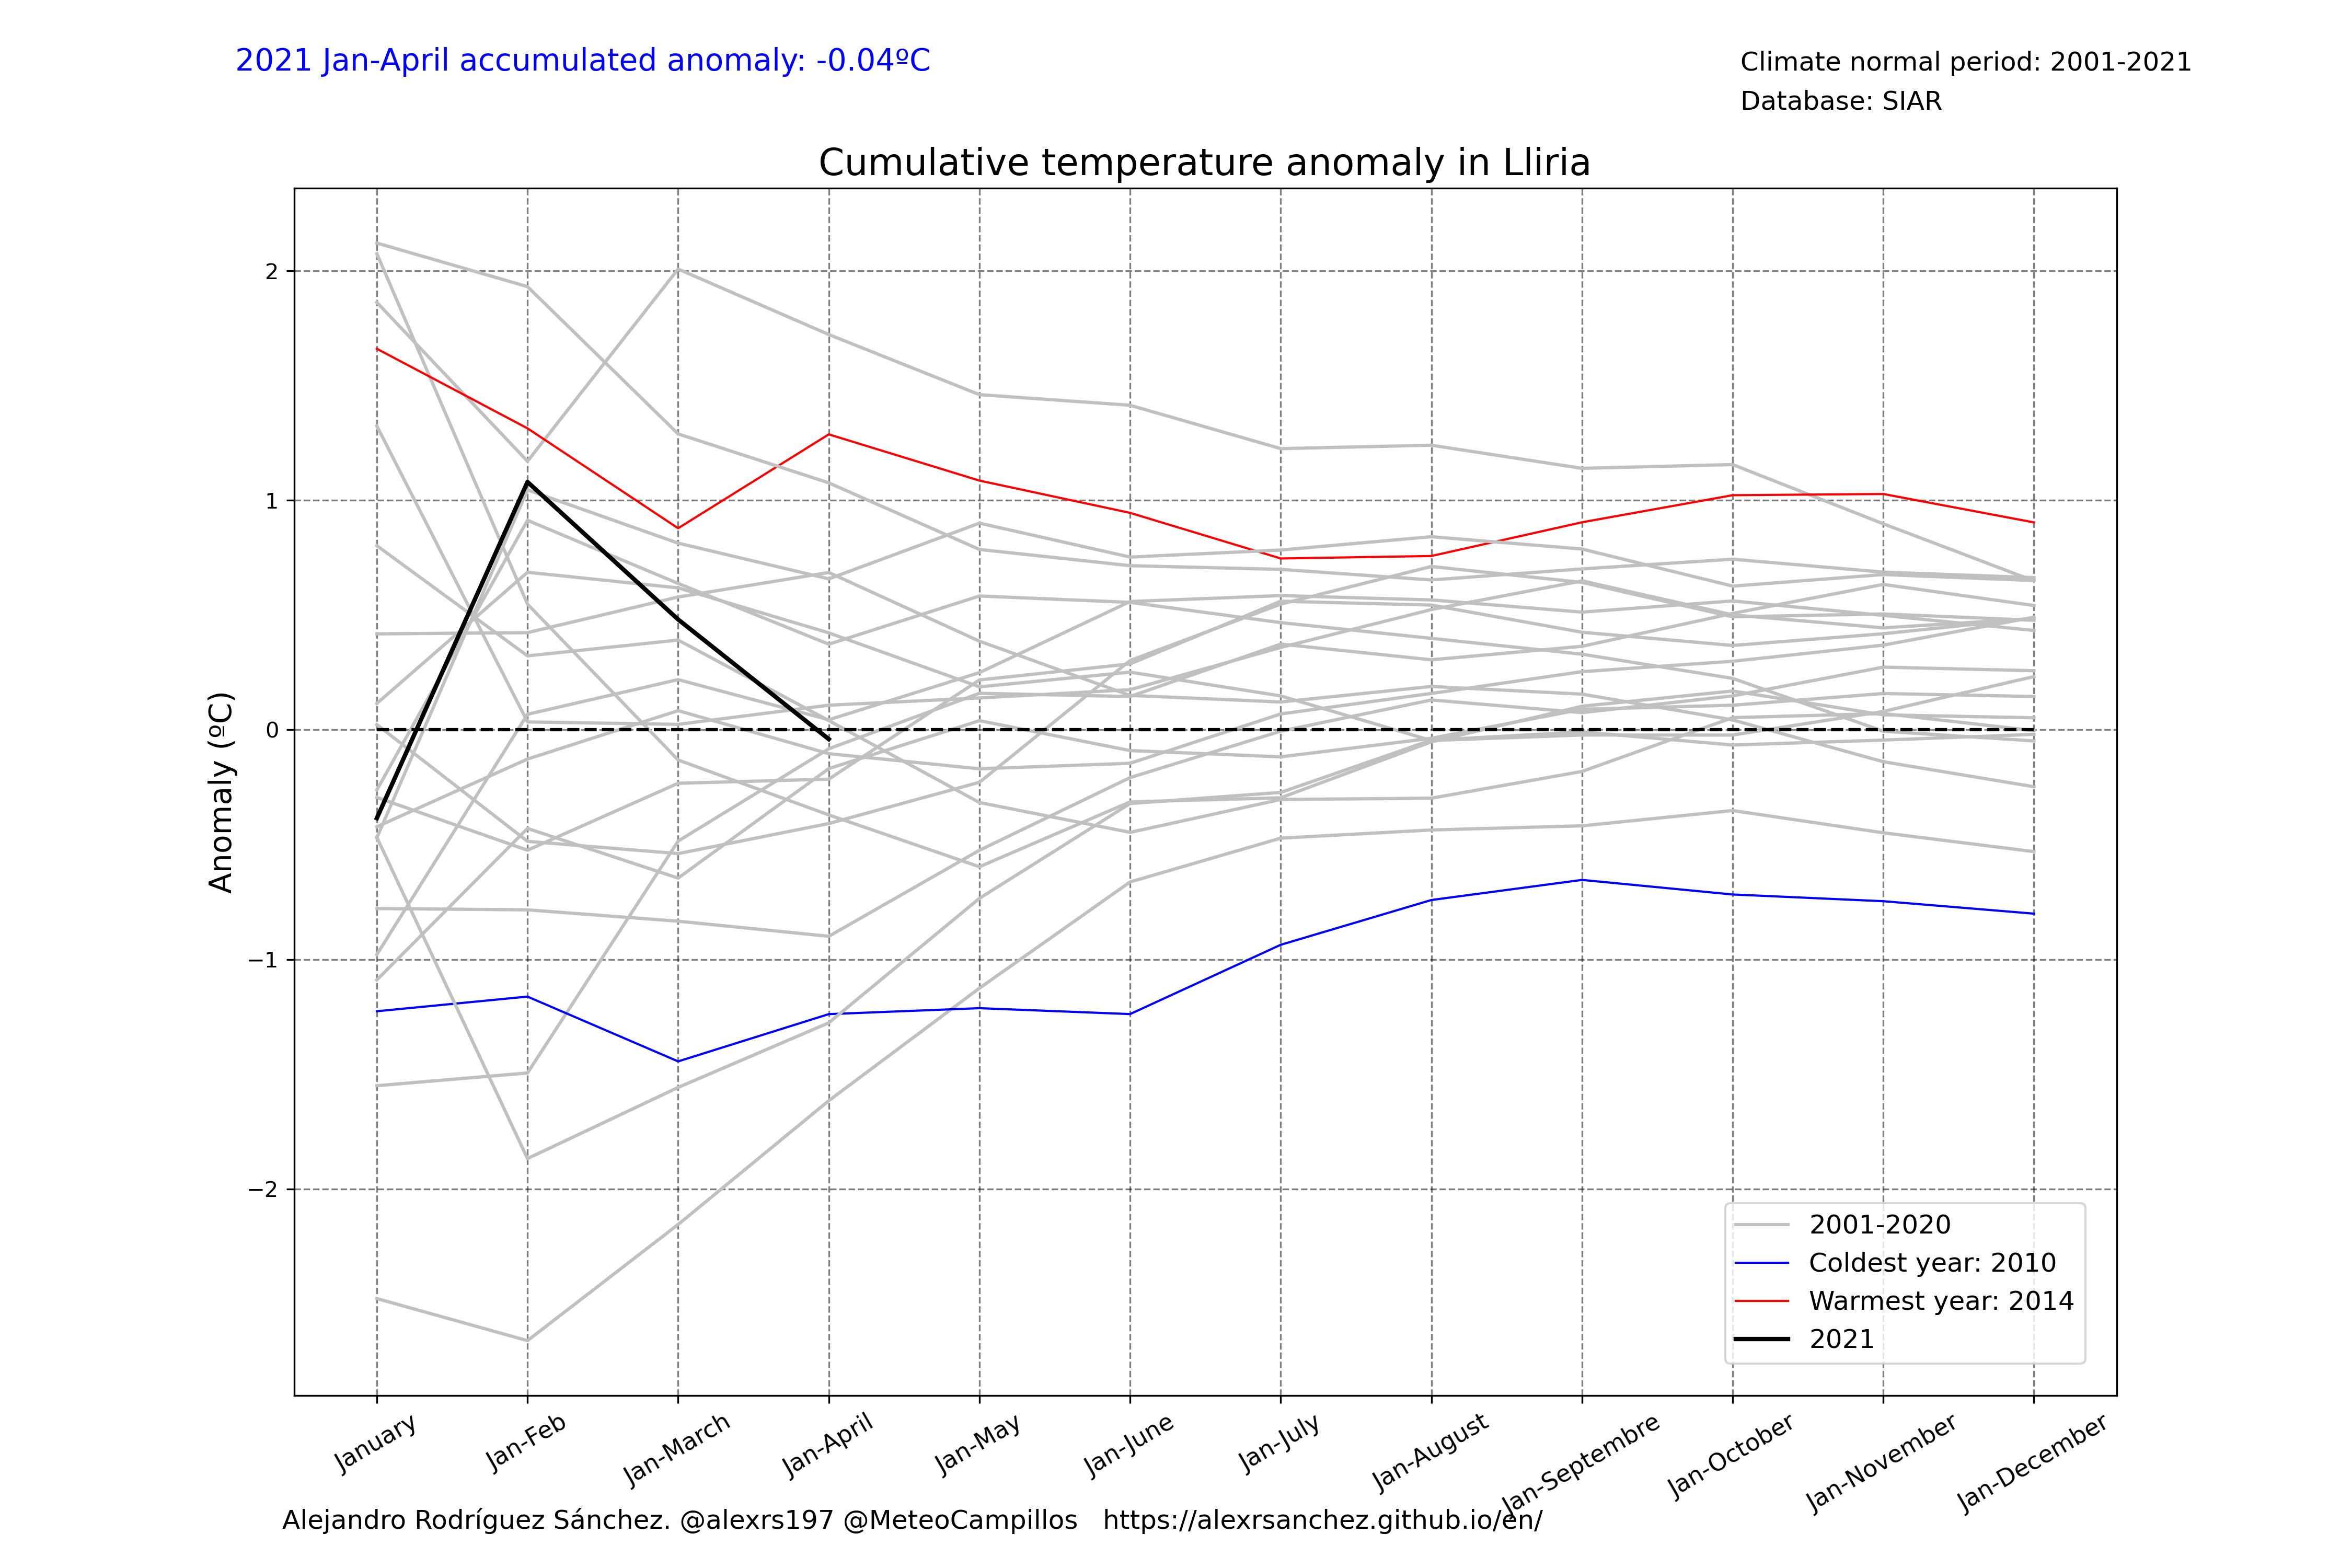 2021 Jan-April accumulated anomaly: -0.04ºC
Climate normal period: 2001-2021
Database: SIAR
Cumulative temperature anomaly in Lliria
Anomaly (ºC)
2
1
0
−1
−2
2001-2020
Coldest year: 2010
Warmest year: 2014
2021
January
Jan-Feb
Jan-March
Jan-April
Jan-May
Jan-June
Jan-July
Jan-August
Jan-Septembre
Jan-October
Jan-November
Jan-December
Alejandro Rodríguez Sánchez. @alexrs197 @MeteoCampillos   https://alexrsanchez.github.io/en/